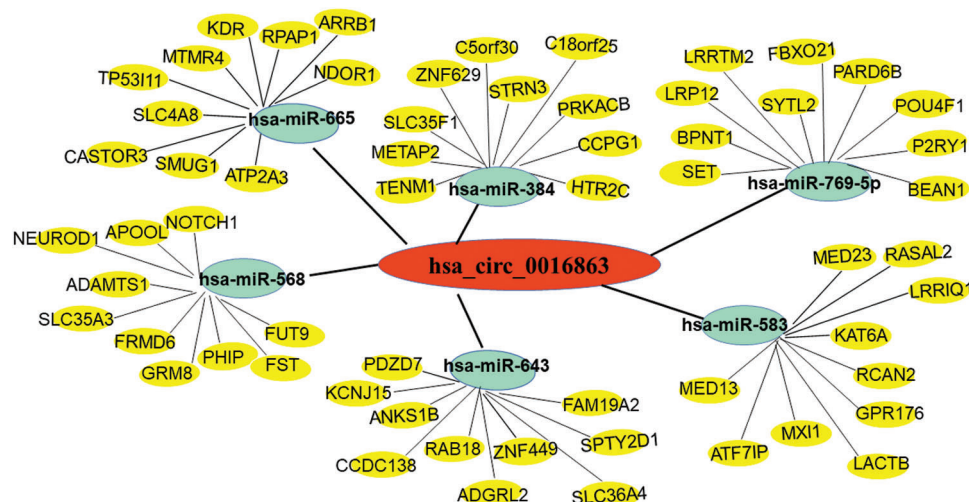 ARRB1
KDR
RPAP1
MTMR4
NDOR1
TP53I11
SLC4A8
hsa-miR-665
CASTOR3
SMUG1
ATP2A3
C5orf30
C18orf25
ZNF629
STRN3
PRKACB
SLC35F1
CCPG1
METAP2
TENM1
hsa-miR-384
HTR2C
LRRTM2
FBXO21
PARD6B
LRP12
SYTL2
POU4F1
BPNT1
P2RY1
SET
hsa-miR-769-5p
BEAN1
hsa_circ_0016863
NOTCH1
APOOL
NEUROD1
hsa-miR-568
ADAMTS1
SLC35A3
FRMD6
FUT9
PHIP
FST
GRM8
hsa-miR-643
PDZD7
KCNJ15
ANKS1B
FAM19A2
RAB18
ZNF449
SPTY2D1
CCDC138
ADGRL2
SLC36A4
MED23
RASAL2
LRRIQ1
hsa-miR-583
KAT6A
RCAN2
MED13
GPR176
MXI1
ATF7IP
LACTB